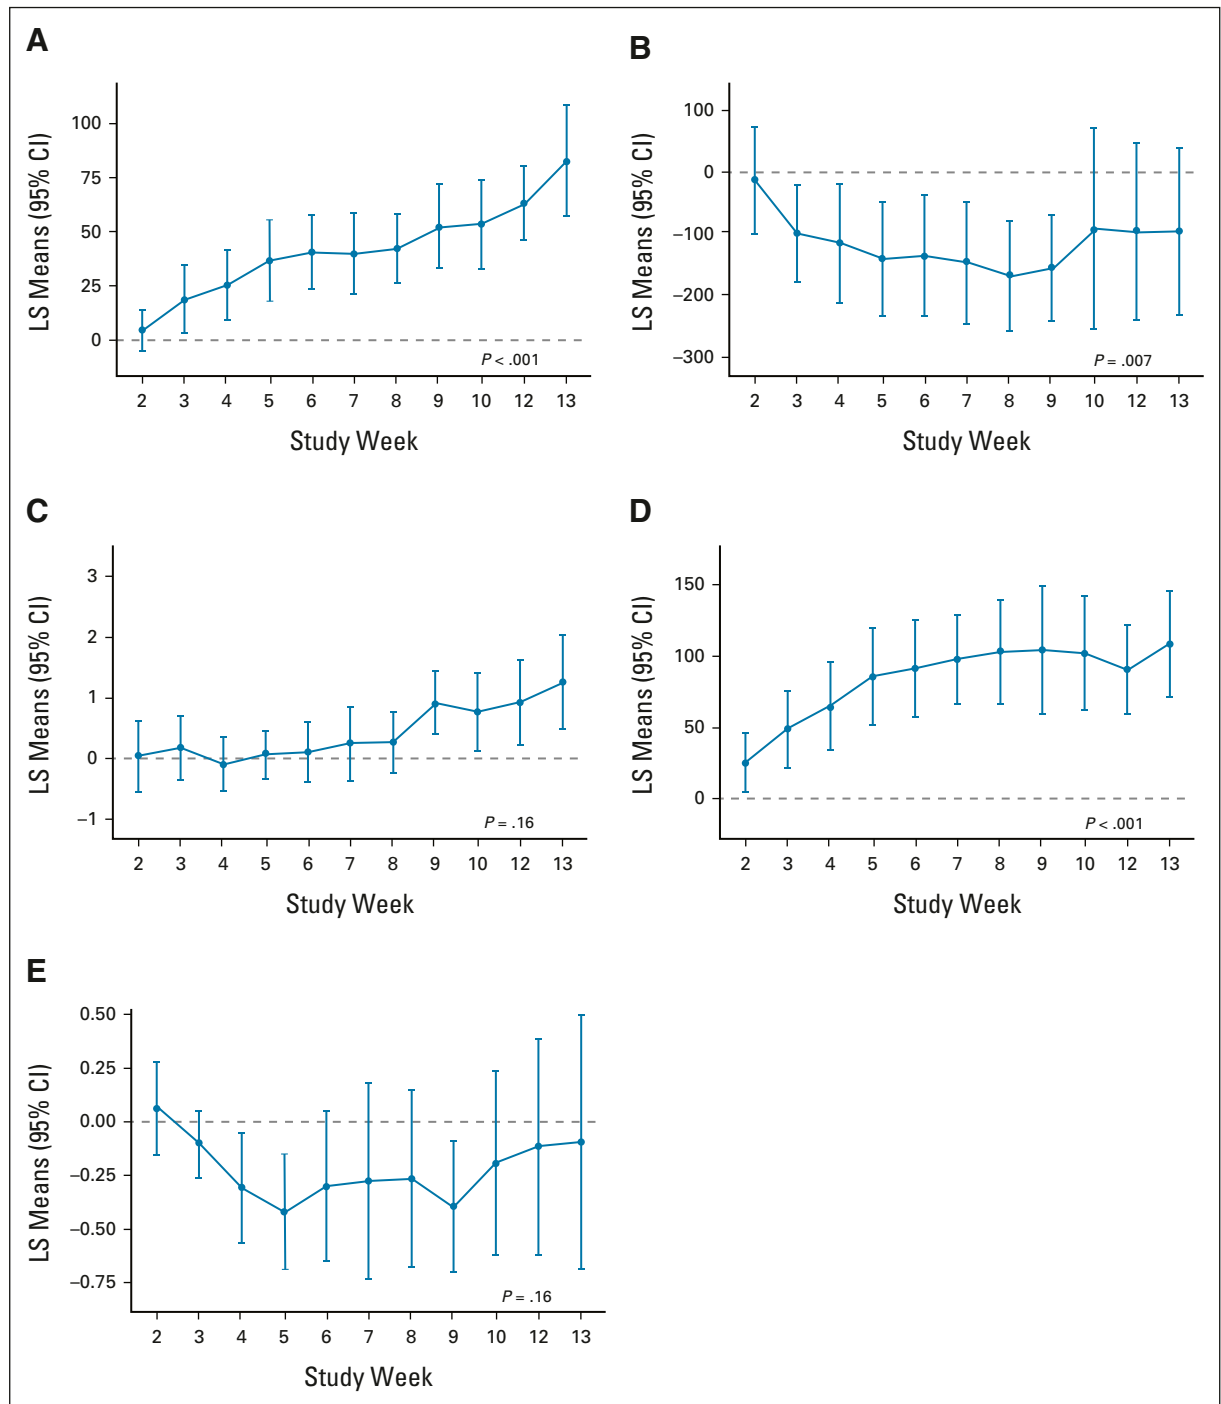 A
LS Means (95% CI)
100
75
50
25
0
P < .001
2 3 4 5 6 7 8 9 10 12 13
Study Week
B
LS Means (95% CI)
100
0
–100
–200
–300
P = .007
2 3 4 5 6 7 8 9 10 12 13
Study Week
C
LS Means (95% CI)
3
2
1
0
–1
P = .16
2 3 4 5 6 7 8 9 10 12 13
Study Week
D
LS Means (95% CI)
150
100
50
0
P < .001
2 3 4 5 6 7 8 9 10 12 13
Study Week
E
LS Means (95% CI)
0.50
0.25
0.00
–0.25
–0.50
–0.75
P = .16
2 3 4 5 6 7 8 9 10 12 13
Study Week